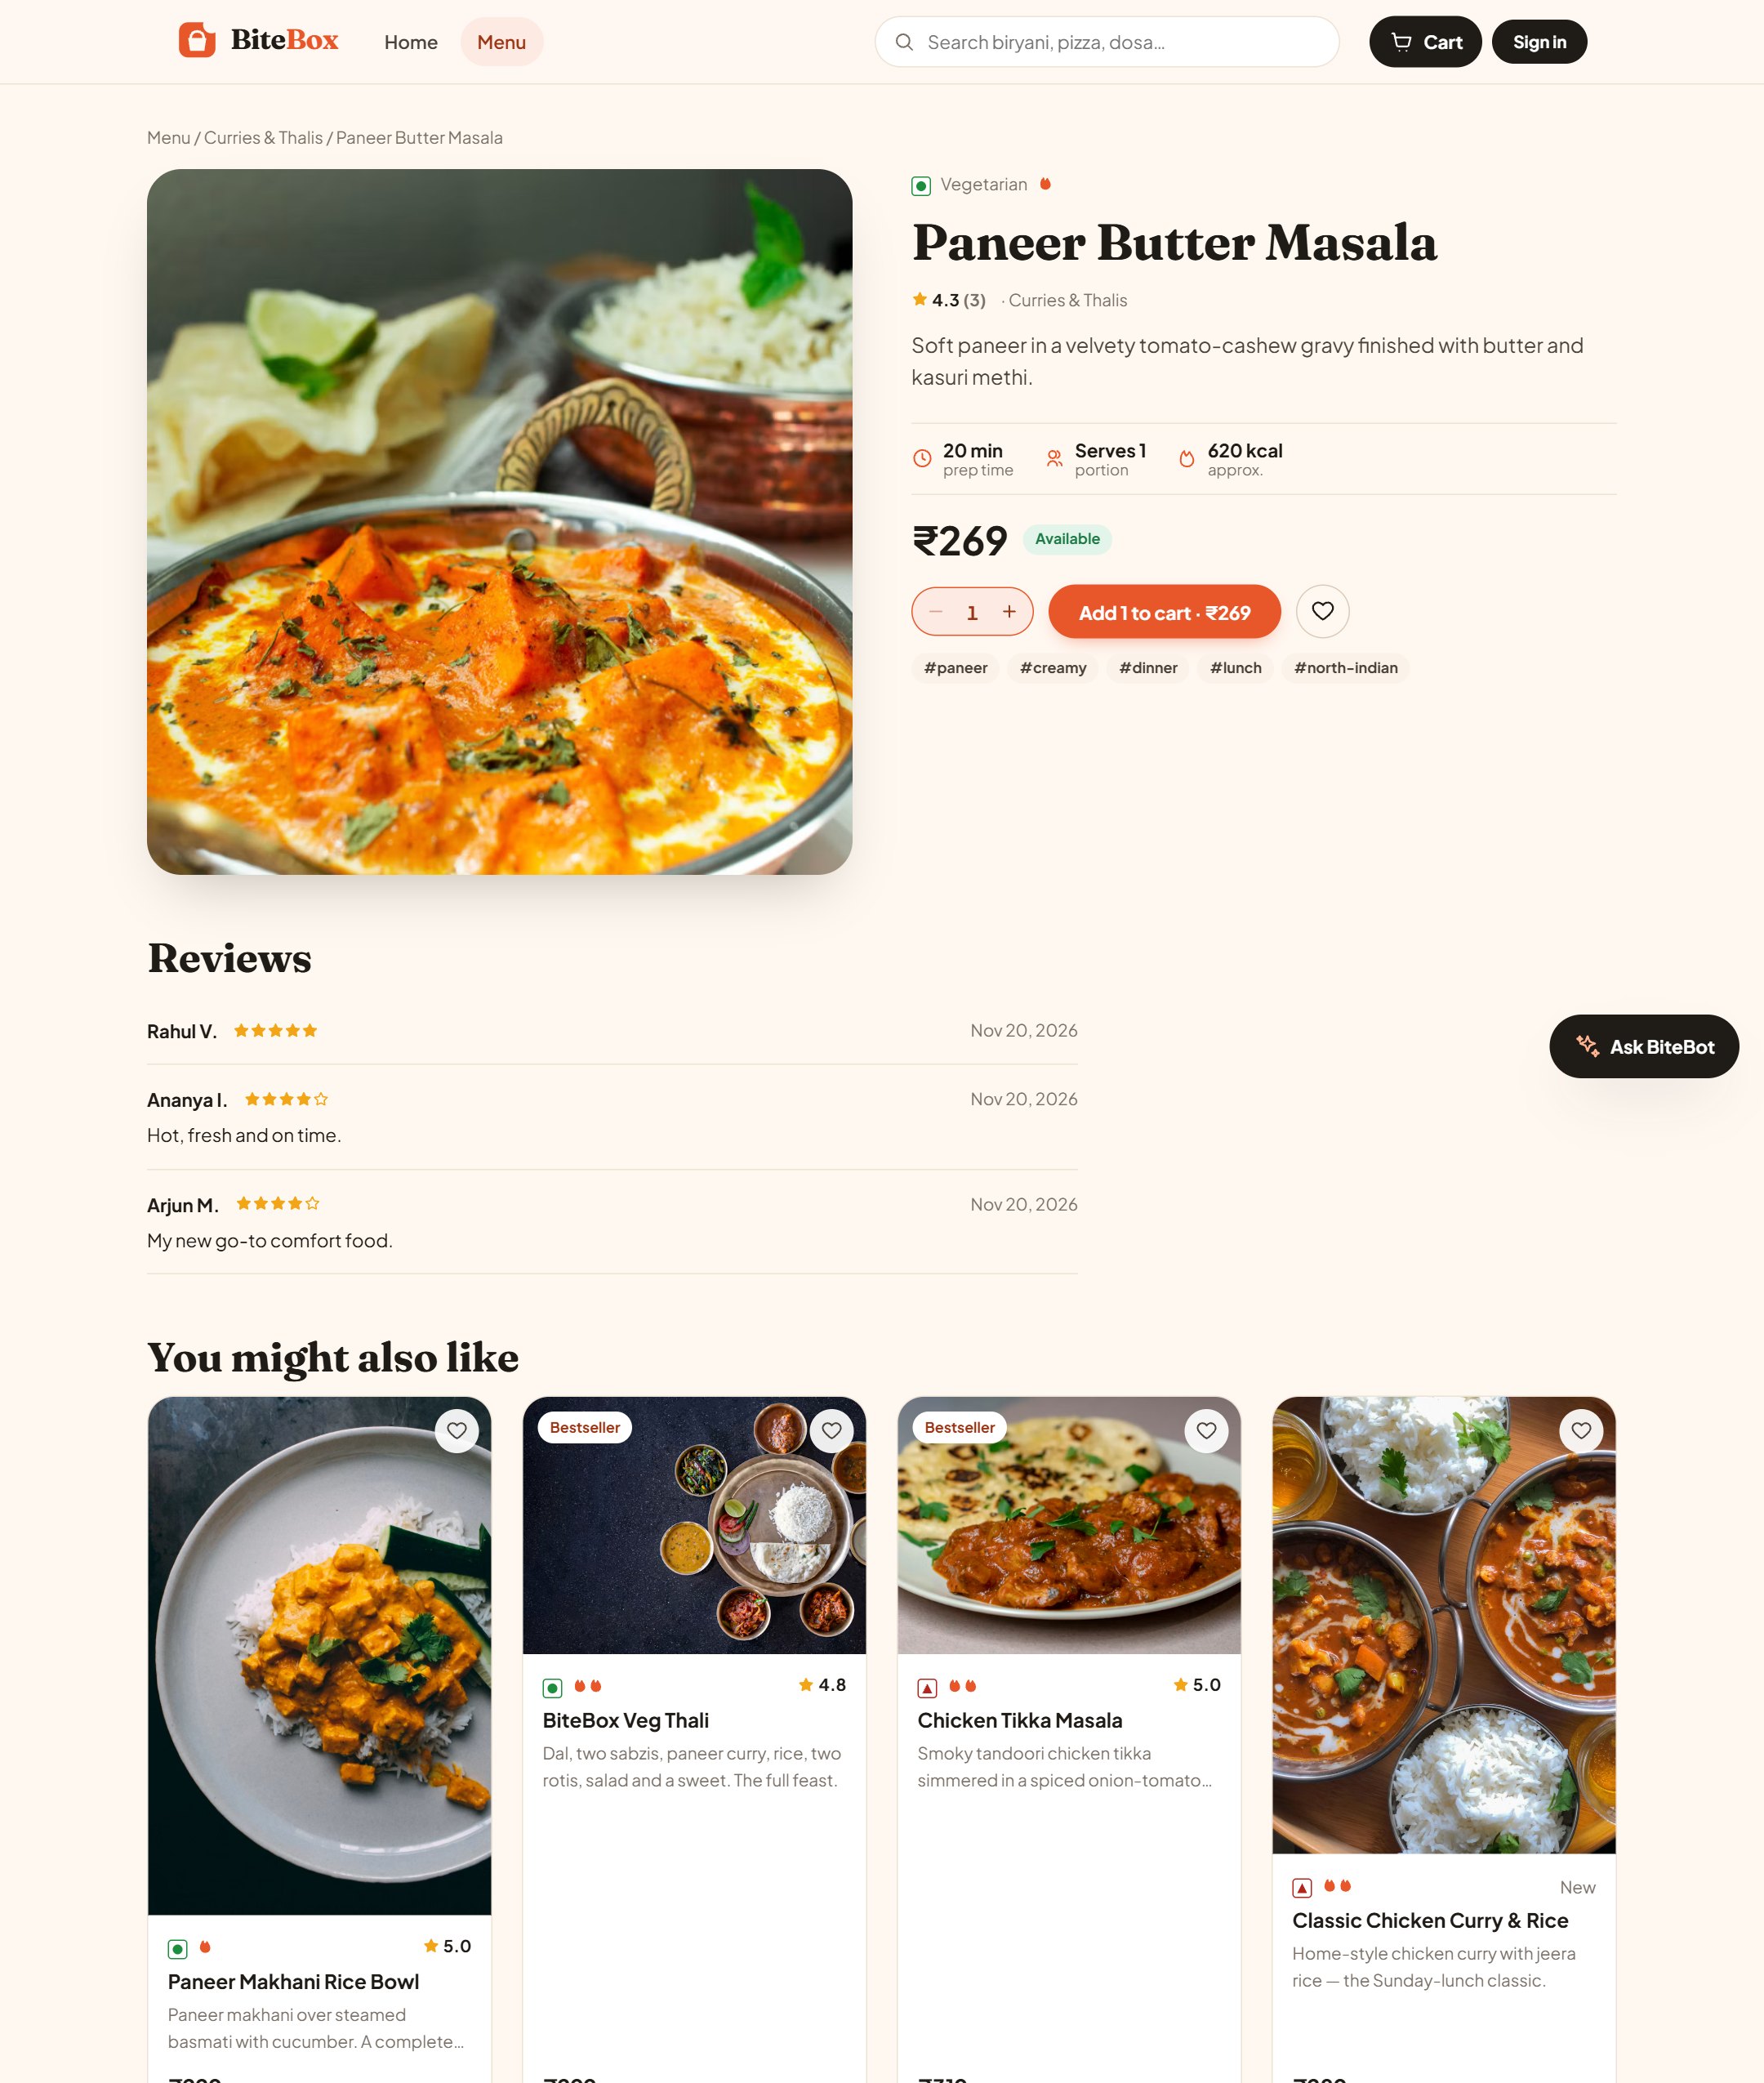 BiteBox
Home
Menu
Search biryani, pizza, dosa...
Cart
Sign in
Menu / Curries & Thalis / Paneer Butter Masala
Vegetarian
Paneer Butter Masala
4.3 (3) · Curries & Thalis
Soft paneer in a velvety tomato-cashew gravy finished with butter and
kasuri methi.
20 min
prep time
Serves 1
portion
620 kcal
approx.
₹269
Available
1
Add 1 to cart · ₹269
#paneer
#creamy
#dinner
#lunch
#north-indian
Reviews
Rahul V.
Nov 20, 2026
Ananya I.
Nov 20, 2026
Hot, fresh and on time.
Arjun M.
Nov 20, 2026
My new go-to comfort food.
Ask BiteBot
You might also like
5.0
Paneer Makhani Rice Bowl
Paneer makhani over steamed
basmati with cucumber. A complete...
Bestseller
4.8
BiteBox Veg Thali
Dal, two sabzis, paneer curry, rice, two
rotis, salad and a sweet. The full feast.
Bestseller
5.0
Chicken Tikka Masala
Smoky tandoori chicken tikka
simmered in a spiced onion-tomato...
New
Classic Chicken Curry & Rice
Home-style chicken curry with jeera
rice — the Sunday-lunch classic.